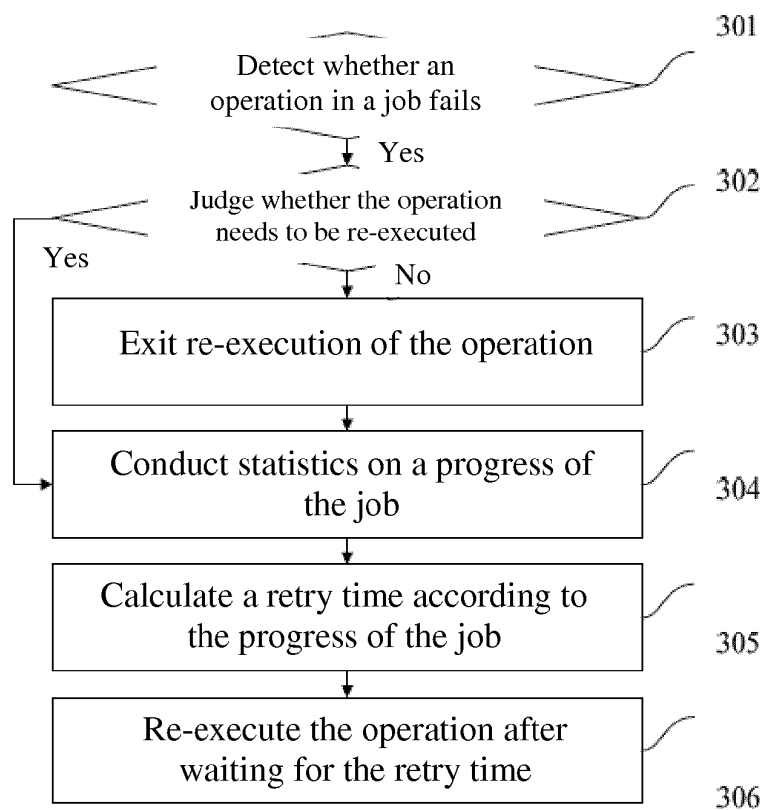 301
Detect whether an
operation in a job fails
Yes
302
Judge whether the operation
needs to be re-executed
Yes
No
303
Exit re-execution of the operation
Conduct statistics on a progress of
the job
304
Calculate a retry time according to
the progress of the job
305
Re-execute the operation after
waiting for the retry time
306